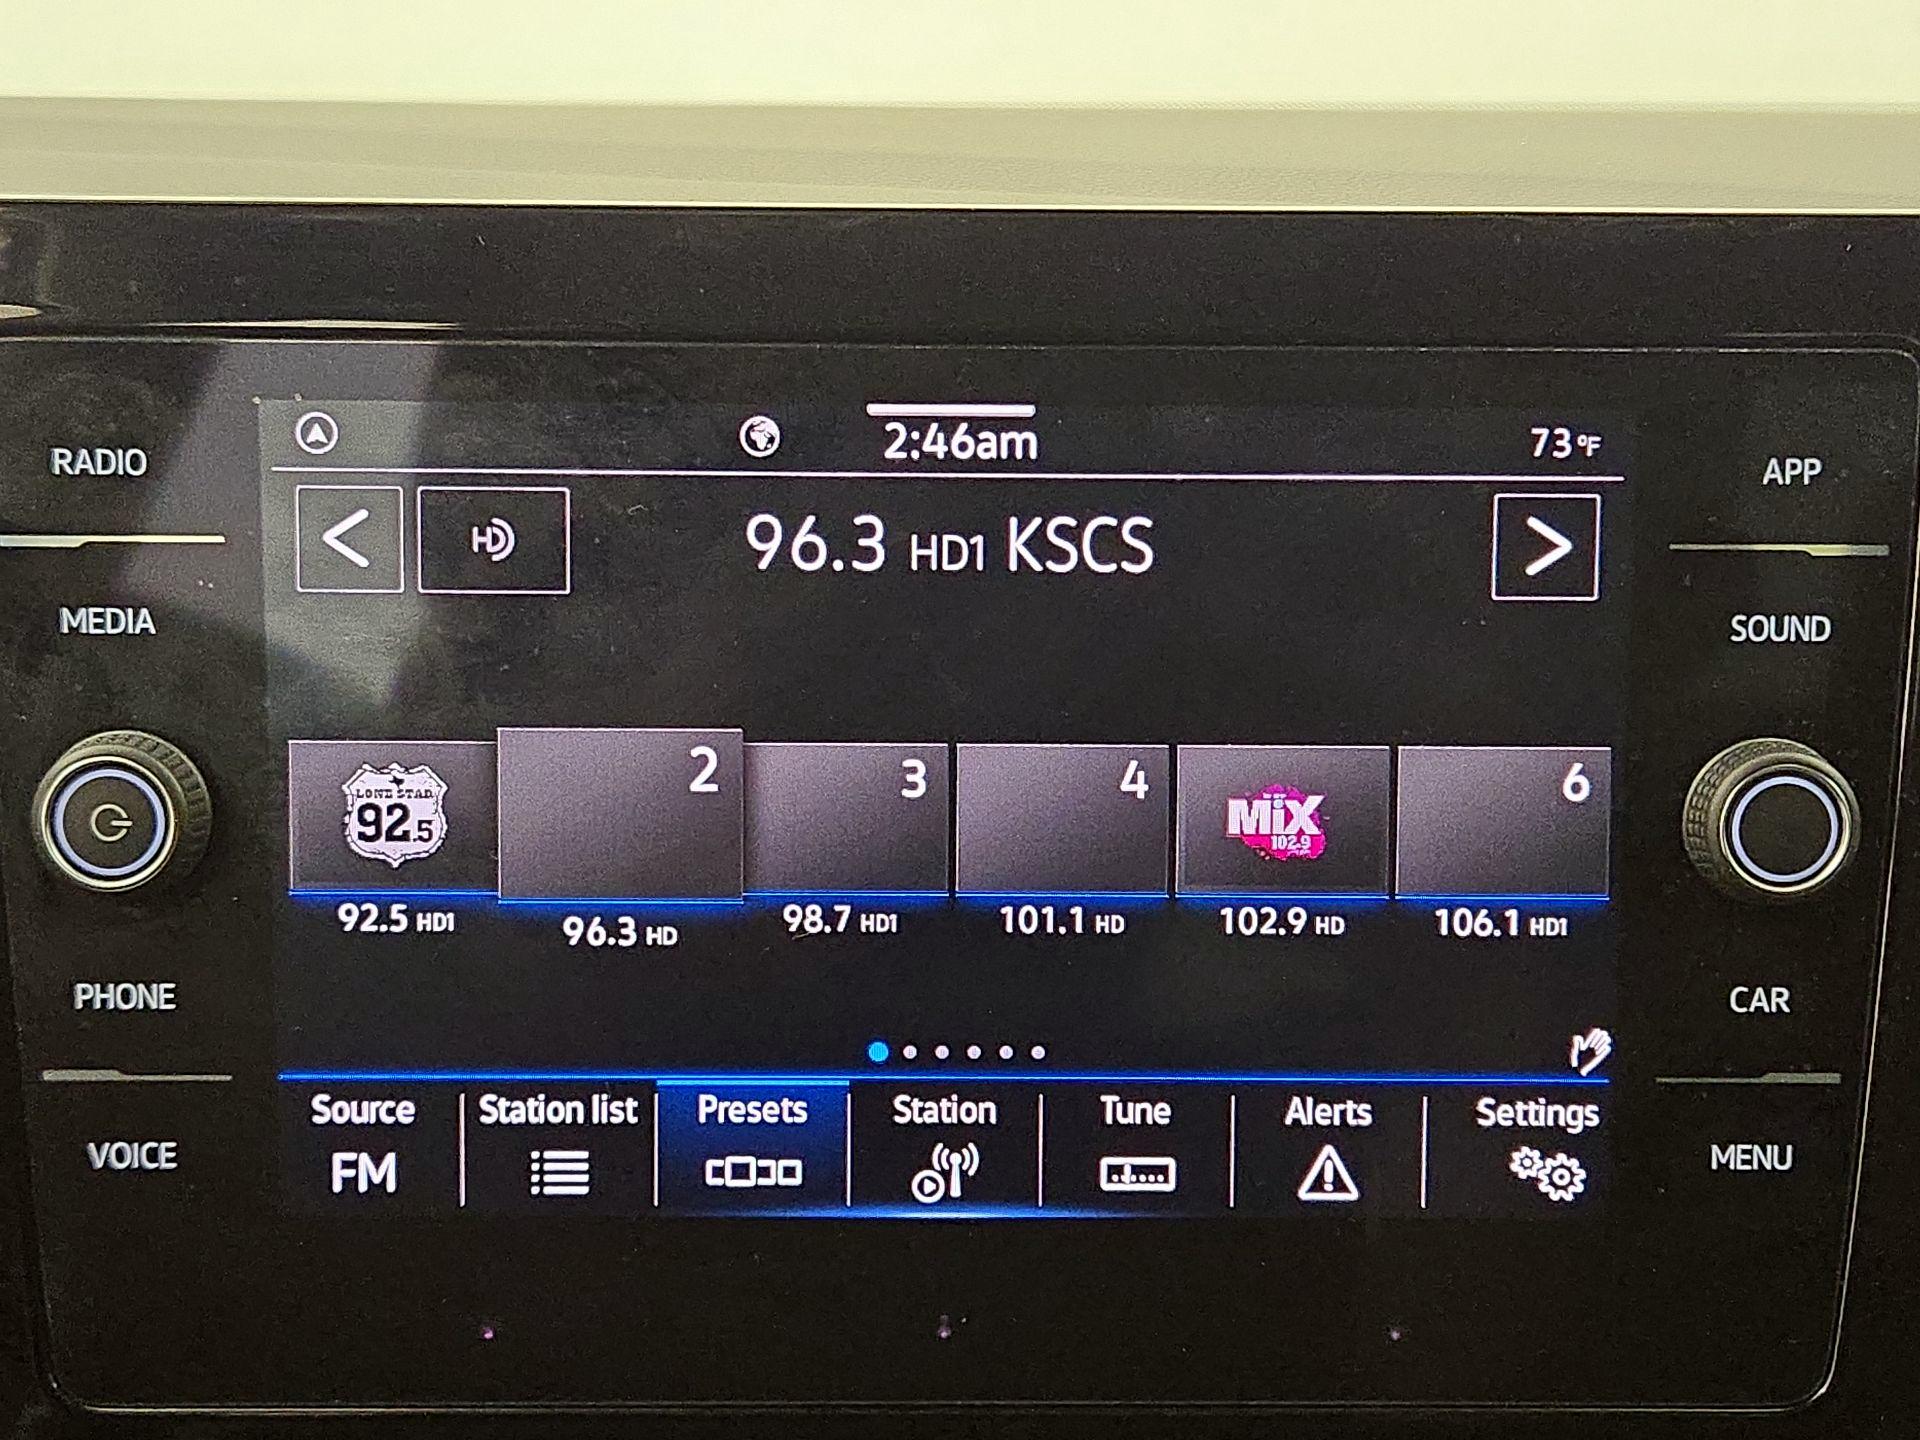 RADIO
MEDIA
PHONE
VOICE
2:46am
73°F
HD
96.3 HD1 KSCS
LONE STAR
92.5
2
3
4
MiX
102.9
6
92.5 HD1
96.3 HD
98.7 HD1
101.1 HD
102.9 HD
106.1 HD1
Source
FM
Station list
Presets
Station
Tune
Alerts
Settings
APP
SOUND
CAR
MENU